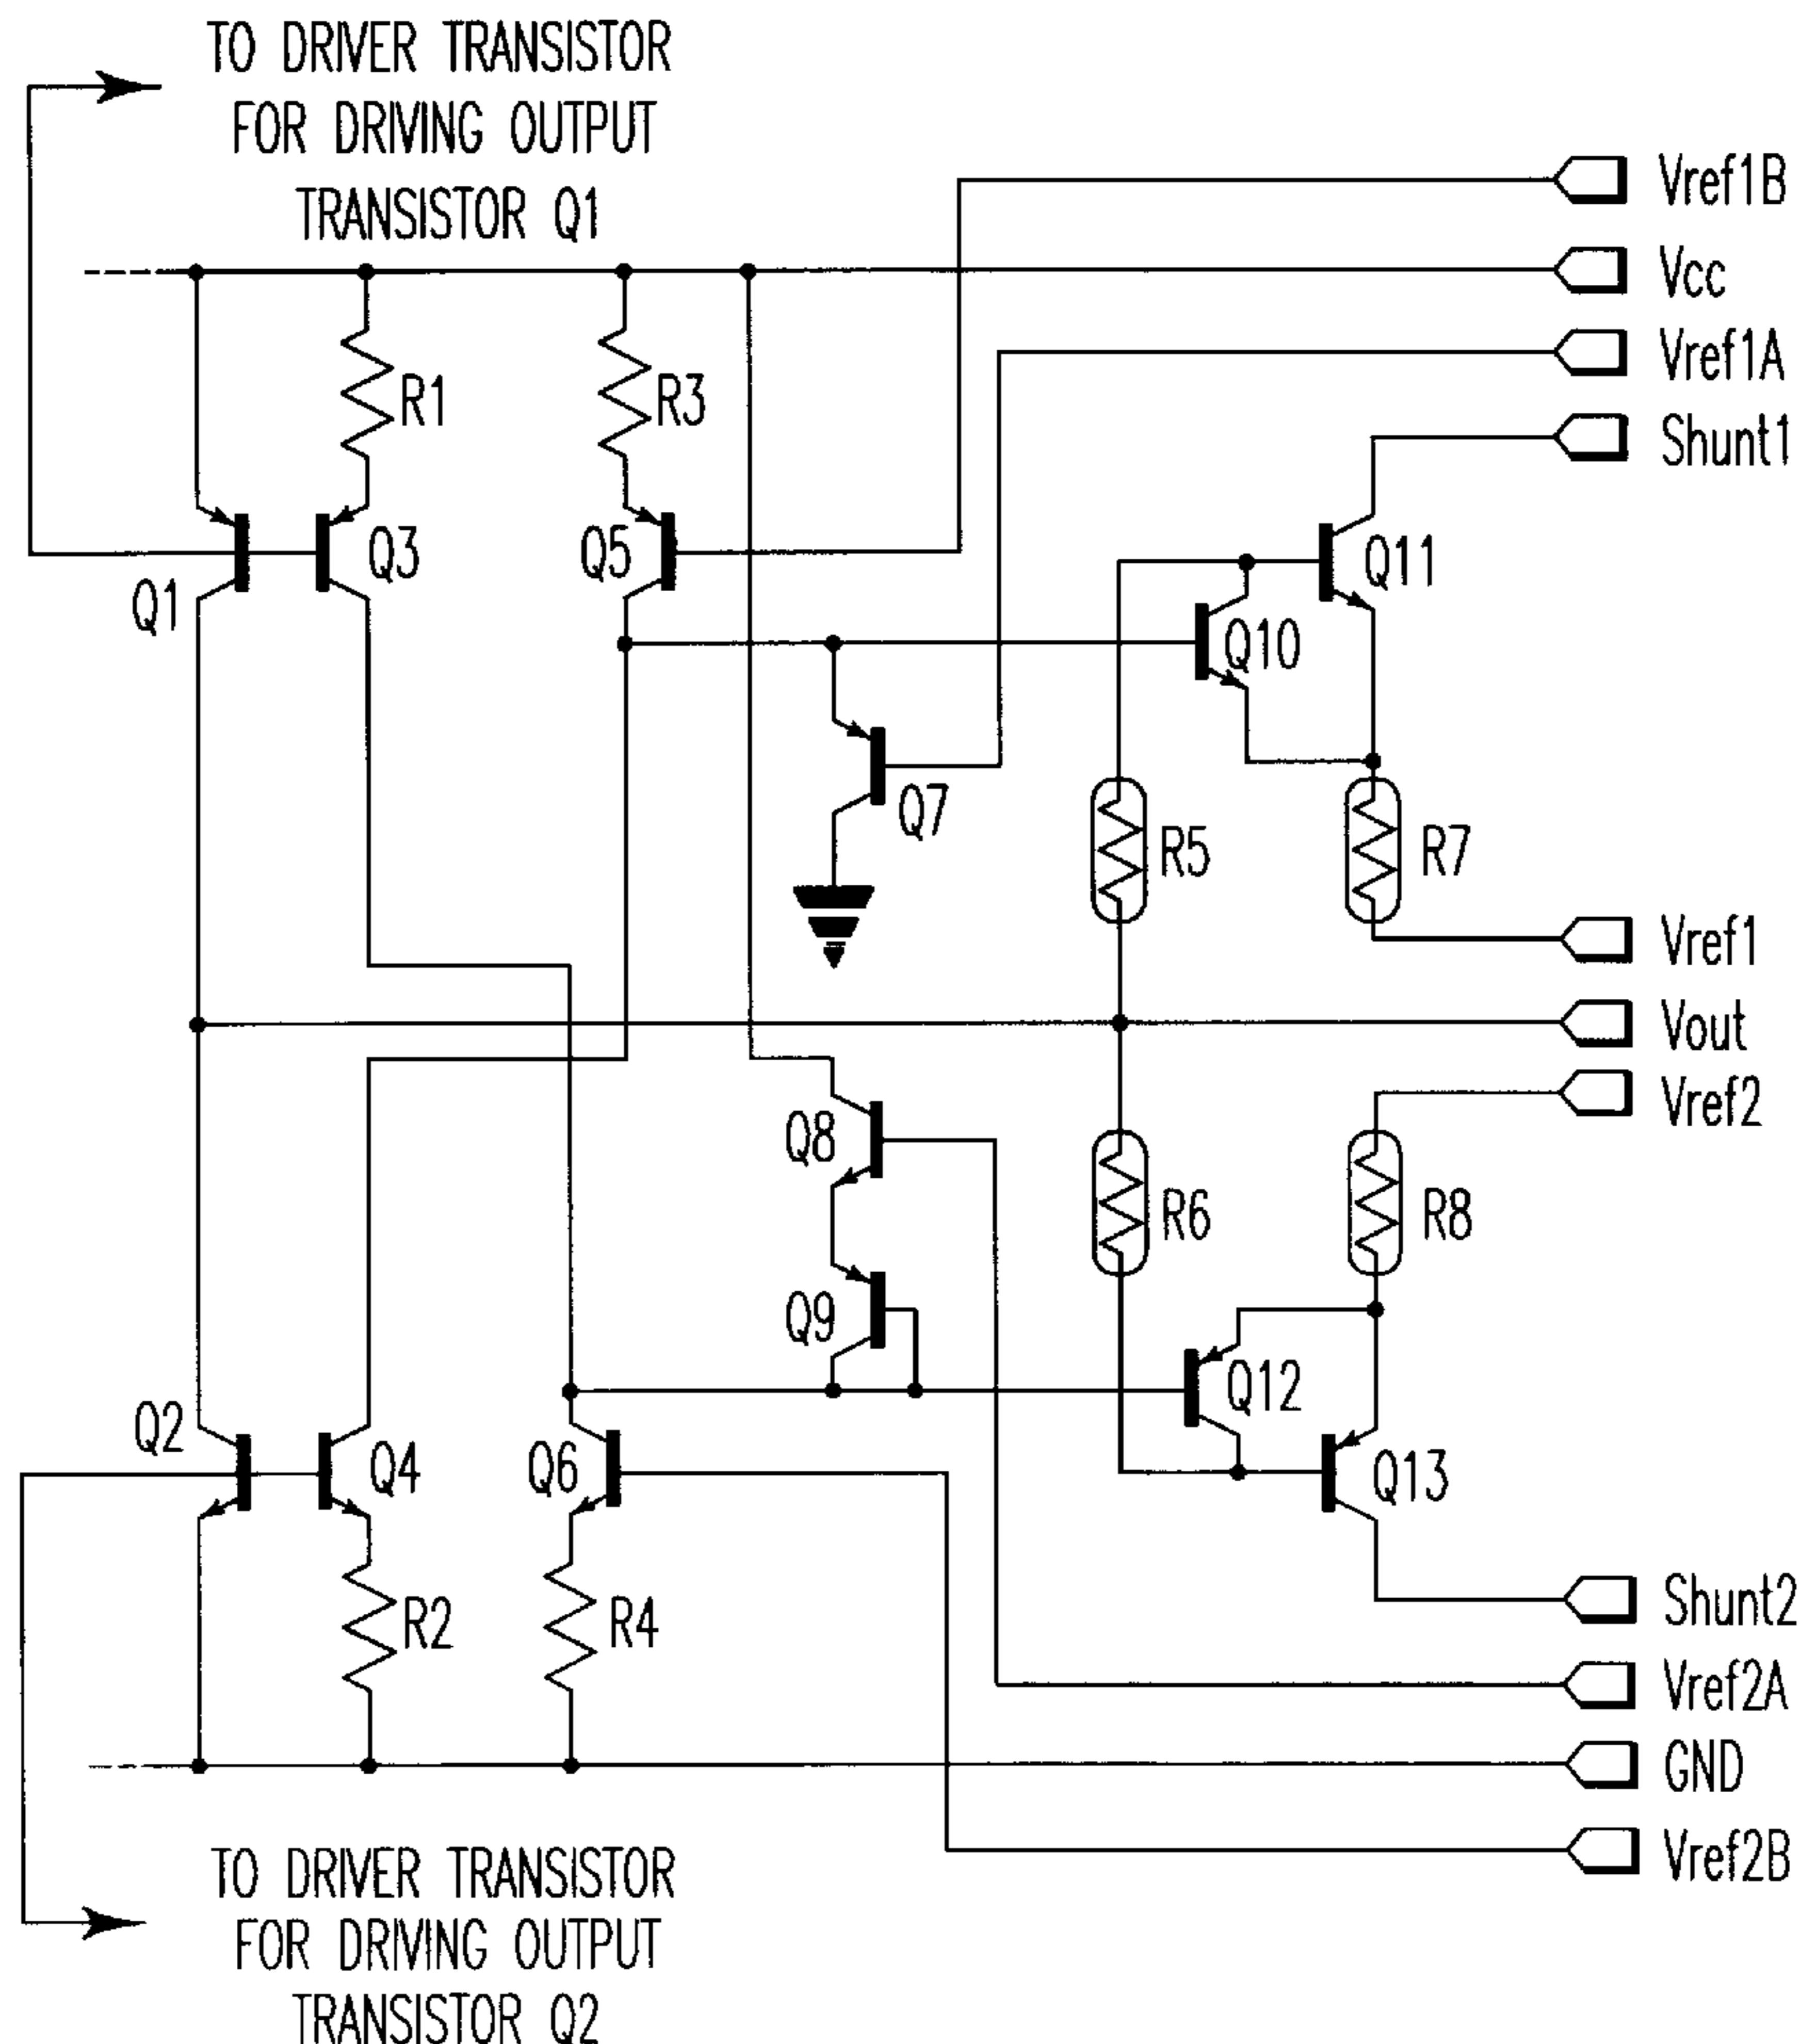 TO DRIVER TRANSISTOR
FOR DRIVING OUTPUT
TRANSISTOR Q1
Vref1B
Vcc
Vref1A
Shunt1
R1
R3
Q1
Q3
Q5
Q11
Q10
Q7
R5
R7
Vref1
Vout
Vref2
Q8
R6
R8
Q9
Q12
Q2
Q4
Q6
Q13
R2
R4
Shunt2
Vref2A
GND
Vref2B
TO DRIVER TRANSISTOR
FOR DRIVING OUTPUT
TRANSISTOR Q2